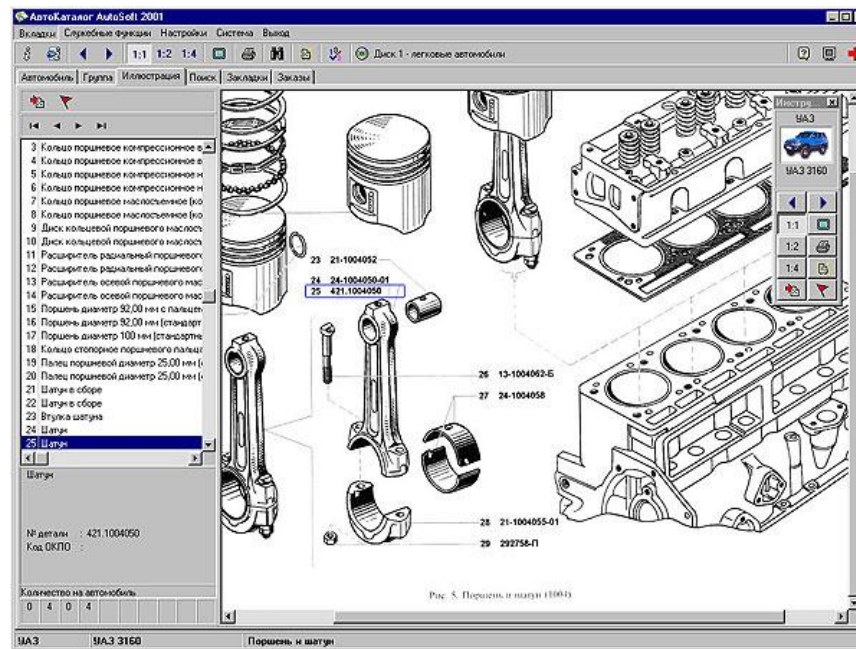 АвтоКаталог AutoSoft 2001
Вкладки Служебные функции Настройки Система Выход
1:1 1:2 1:4 Диск 1 - легковые автомобили
Автомобиль Группа Иллюстрация Поиск Закладки Заказы
3 Кольцо поршневое компрессионное в
4 Кольцо поршневое компрессионное в
5 Кольцо поршневое компрессионное н
6 Кольцо поршневое компрессионное н
7 Кольцо поршневое маслосъемное (ко
8 Кольцо поршневое маслосъемное (ко
9 Диск кольцевой поршневого маслось
10 Диск кольцевой поршневого маслось
11 Расширитель радиальный поршневого
12 Расширитель радиальный поршневого
13 Расширитель осевой поршневого мас
14 Расширитель осевой поршневого мас
15 Поршень диаметр 92,00 мм с пальцем
16 Поршень диаметр 92,00 мм (стандарт
17 Поршень диаметр 100 мм (стандартны
18 Кольцо стопорное поршневого пальца
19 Палец поршневой диаметр 25,00 мм (
20 Палец поршневой диаметр 25,00 мм (
21 Шатун в сборе
22 Шатун в сборе
23 Втулка шатуна
24 Шатун
25 Шатун
Шатун
№ детали : 421.1004050
Код ОКПО :
Количество на автомобиль
0 4 0 4
23 21-1004052
24 24-1004050-01
25 421.1004050
26 13-1004062-Б
27 24-1004058
28 21-1004055-01
29 292758-П
Рис. 5. Поршень и шатун (1004)
Инстру...
УАЗ
УАЗ 3160
1:1
1:2
1:4
УАЗ УАЗ 3160 Поршень и шатун